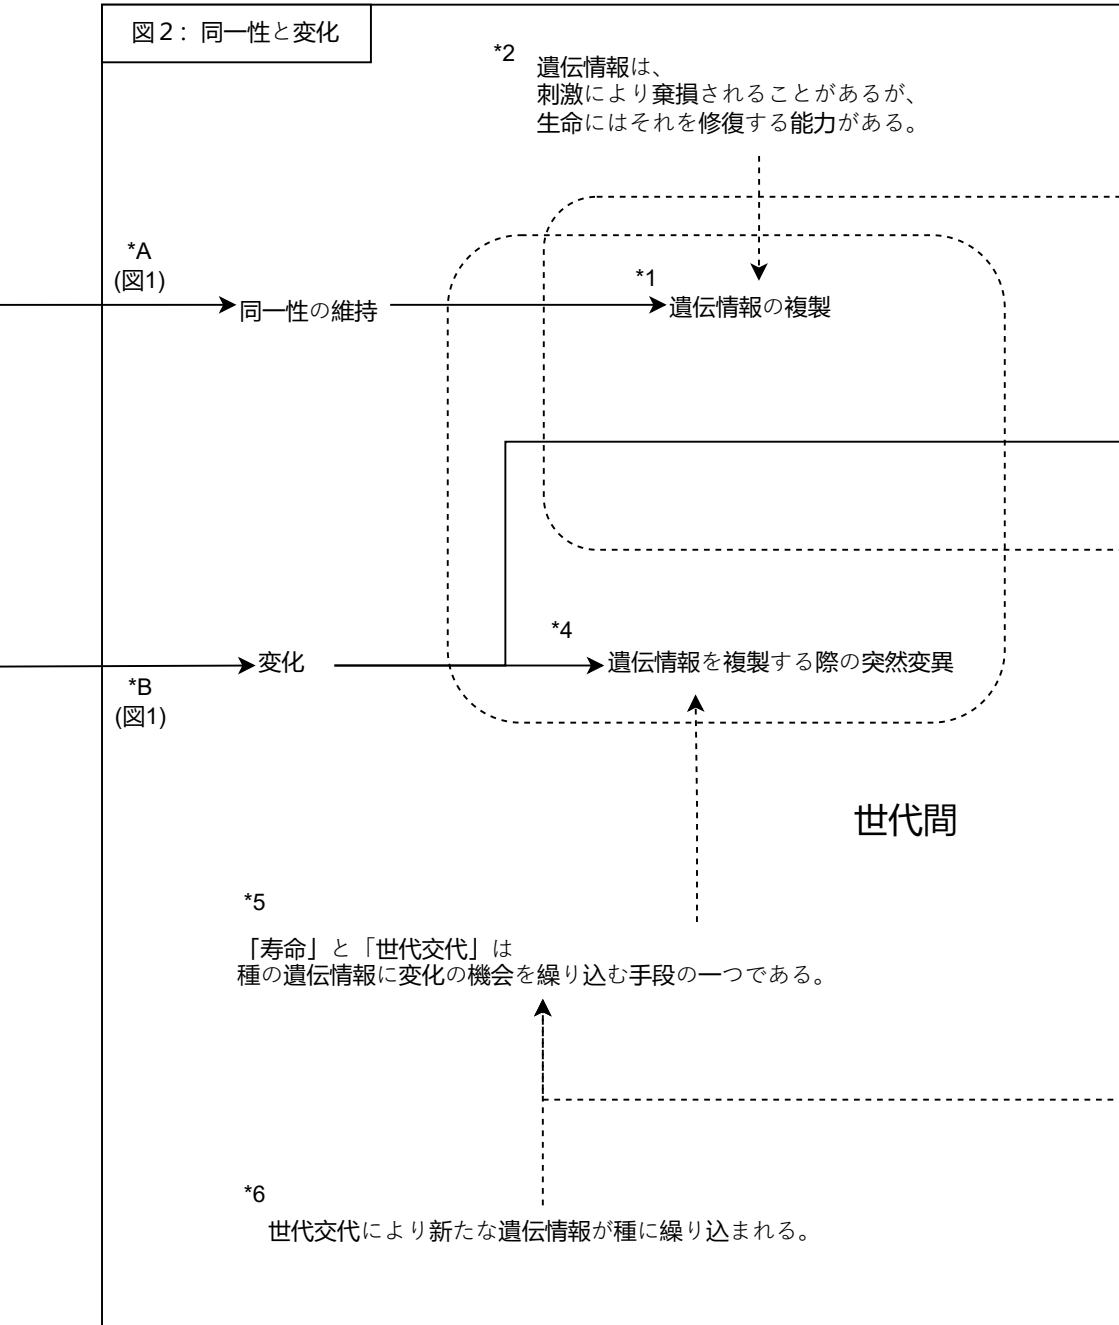 図2：同一性と変化
*2
遺伝情報は、
刺激により棄損されることがあるが、
生命にはそれを修復する能力がある。
*A
(図1)
同一性の維持
*1
遺伝情報の複製
*4
変化
遺伝情報を複製する際の突然変異
*B
(図1)
世代間
*5
「寿命」と「世代交代」は
種の遺伝情報に変化の機会を繰り込む手段の一つである。
*6
世代交代により新たな遺伝情報が種に繰り込まれる。